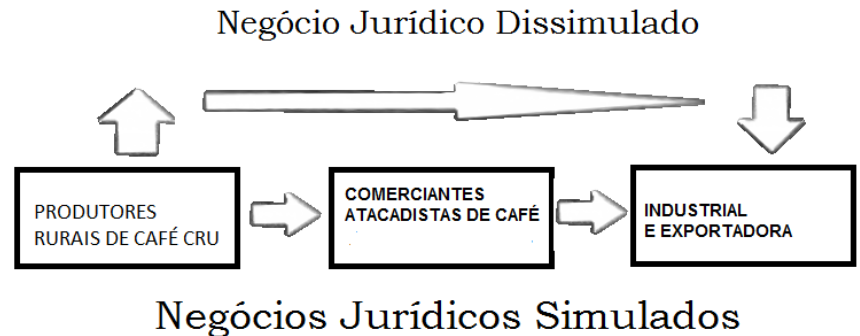 Negócio Jurídico Dissimulado
PRODUTORES
RURAIS DE CAFÉ CRU
COMERCIANTES
ATACADISTAS DE CAFÉ
INDUSTRIAL
E EXPORTADORA
Negócios Jurídicos Simulados